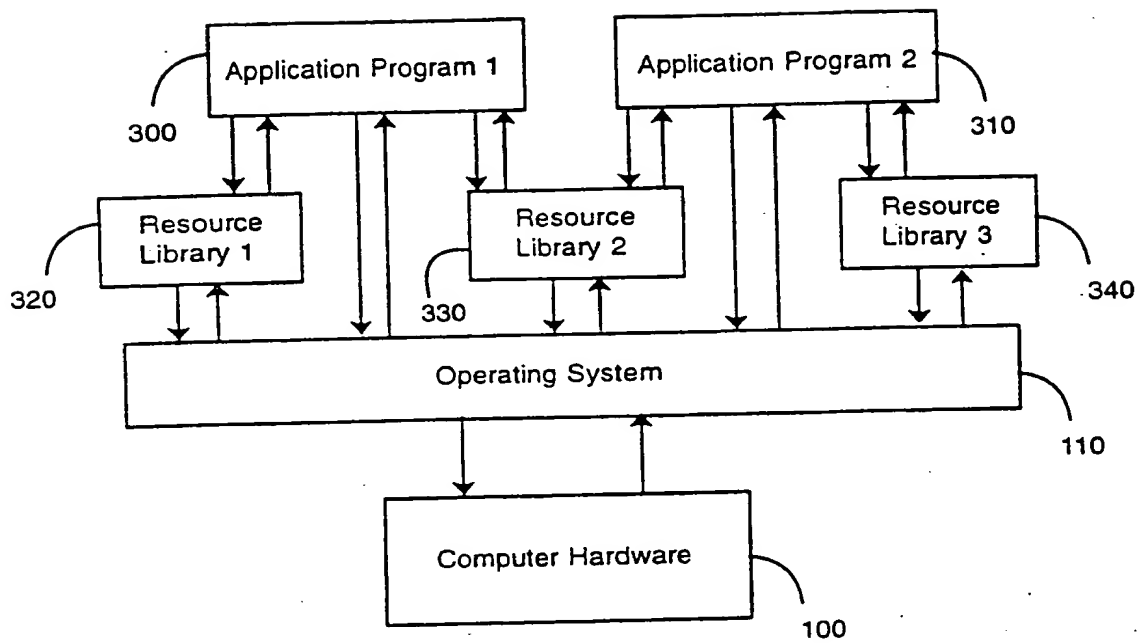 Application Program 1
Application Program 2
300
310
Resource
Library 1
Resource
Library 2
Resource
Library 3
320
330
340
Operating System
110
Computer Hardware
100